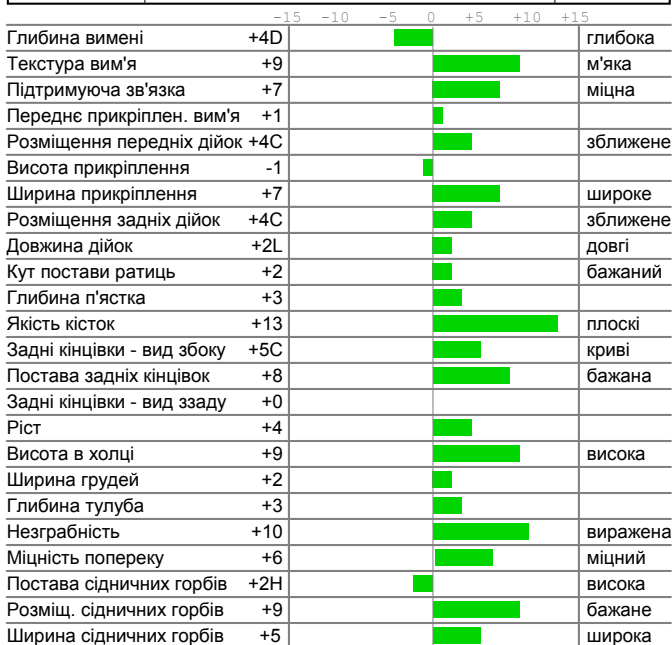 -15 -10 -5 0 +5 +10 +15
Глибина вимені +4D глибока
Текстура вим'я +9 м'яка
Підтримуюча зв'язка +7 міцна
Переднє прикріплен. вим'я +1
Розміщення передніх дійок +4C зближене
Висота прикріплення -1
Ширина прикріплення +7 широке
Розміщення задніх дійок +4C зближене
Довжина дійок +2L довгі
Кут постави ратиць +2 бажаний
Глибина п'ястка +3
Якість кісток +13 плоскі
Задні кінцівки - вид збоку +5C криві
Постава задніх кінцівок +8 бажана
Задні кінцівки - вид ззаду +0
Ріст +4
Висота в холці +9 висока
Ширина грудей +2
Глибина тулуба +3
Незграбність +10 виражена
Міцність попереку +6 міцний
Постава сідничних горбів +2H висока
Розміщ. сідничних горбів +9 бажане
Ширина сідничних горбів +5 широка